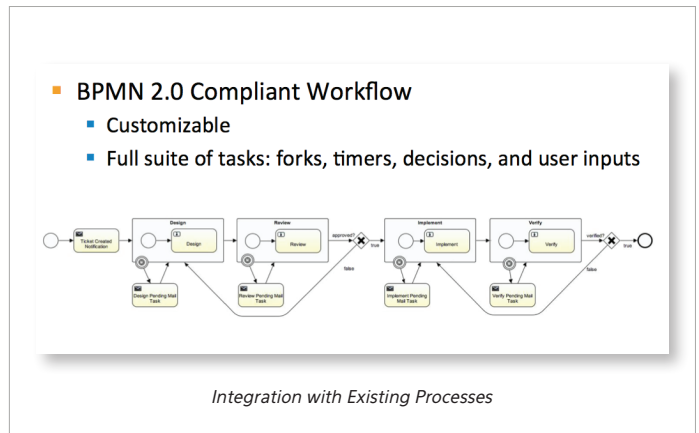 BPMN 2.0 Compliant Workflow
Customizable
Full suite of tasks: forks, timers, decisions, and user inputs
Design
Review
Implement
Verify
Ticket Created
Notification
Design
Review
approved?
true
Implement
Verify
verified?
true
false
false
Design Pending Mail
Task
Review Pending Mail
Task
Implement Pending
Mail Task
Verify Pending Mail
Task
Integration with Existing Processes